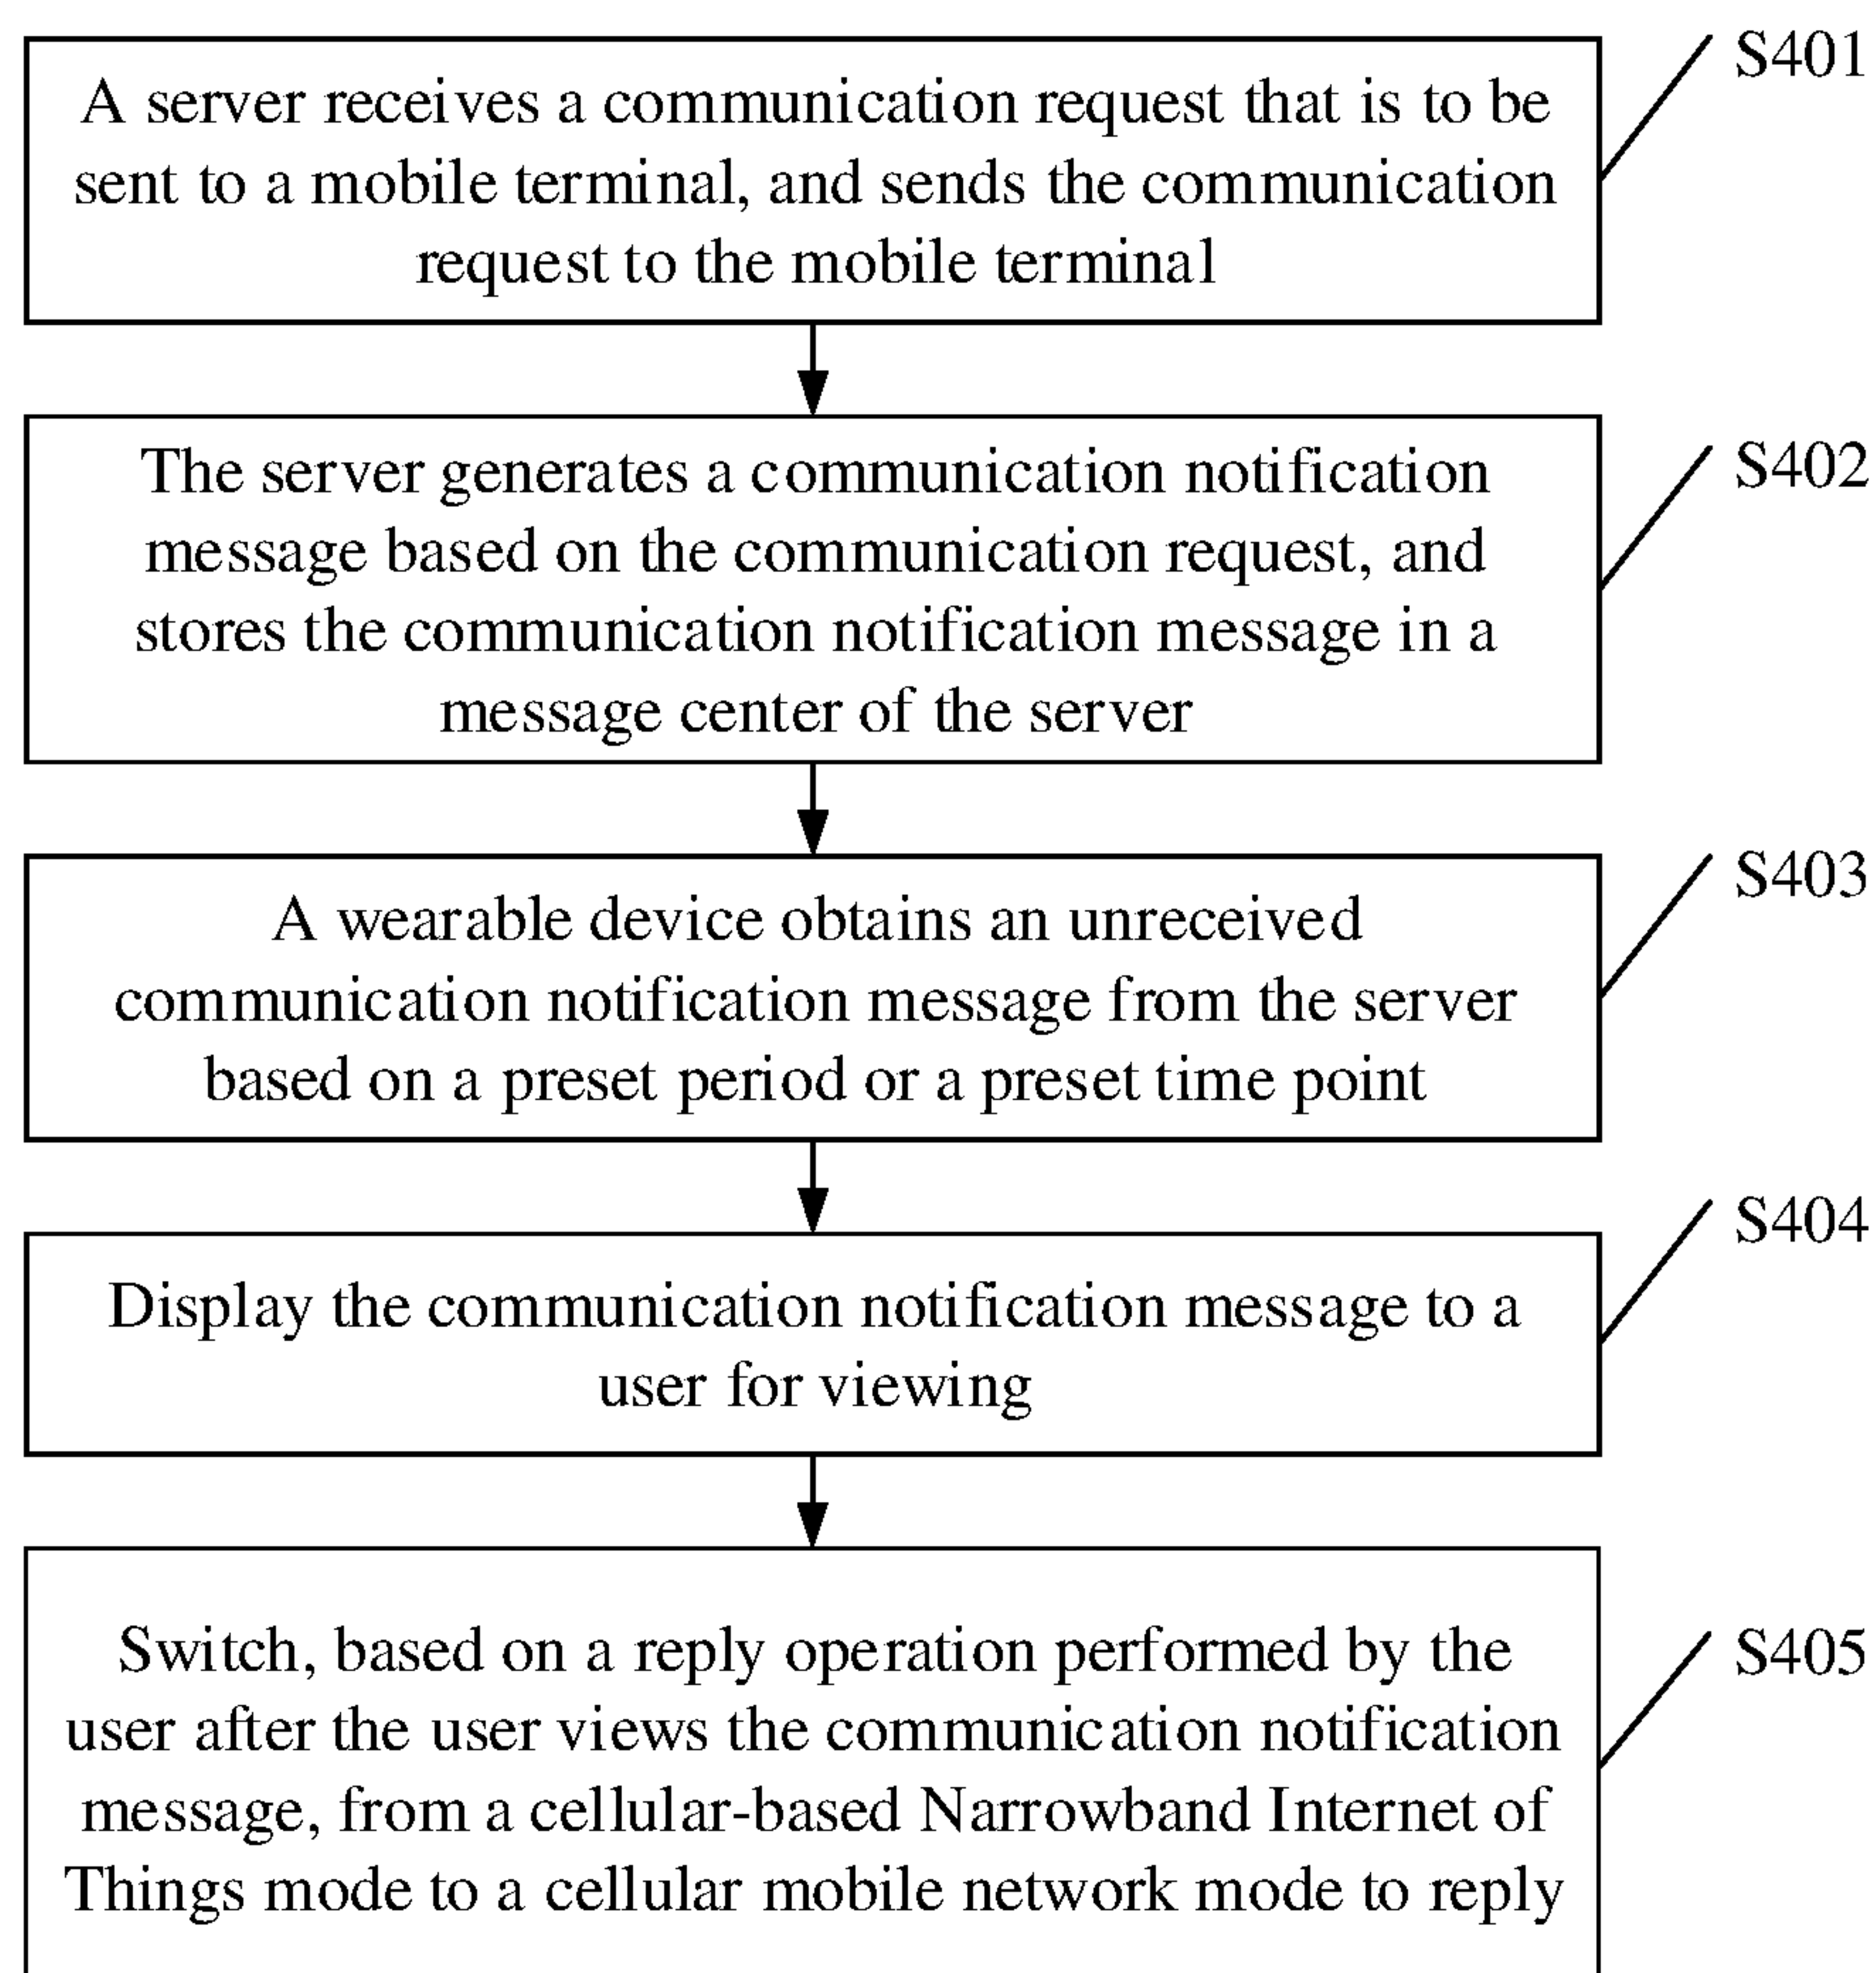 A server receives a communication request that is to be
sent to a mobile terminal, and sends the communication
request to the mobile terminal
S401
The server generates a communication notification
message based on the communication request, and
stores the communication notification message in a
message center of the server
S402
A wearable device obtains an unreceived
communication notification message from the server
based on a preset period or a preset time point
S403
Display the communication notification message to a
user for viewing
S404
Switch, based on a reply operation performed by the
user after the user views the communication notification
message, from a cellular-based Narrowband Internet of
Things mode to a cellular mobile network mode to reply
S405